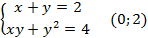 {x + y = 2
xy + y² = 4 (0; 2)